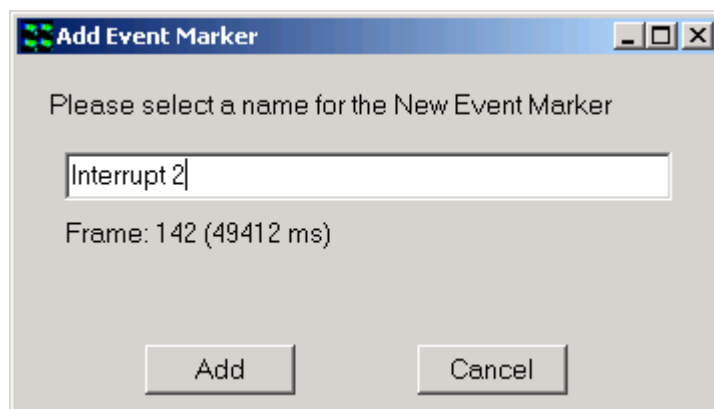 Add Event Marker
Please select a name for the New Event Marker
Interrupt 2
Frame: 142 (49412 ms)
Add Cancel